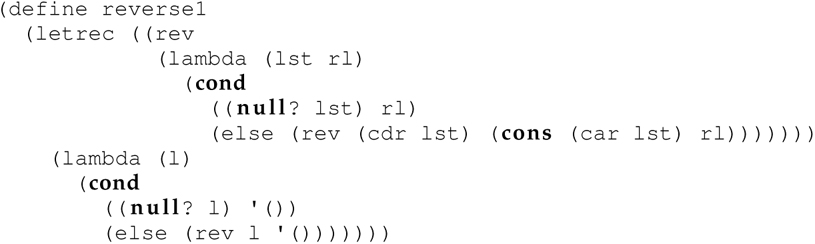 (define reverse1
(letrec ((rev
(lambda (lst rl)
(cond
((null? lst) rl)
(else (rev (cdr lst) (cons (car lst) rl)))))))
(lambda (l)
(cond
((null? l) '())
(else (rev l '()))))))